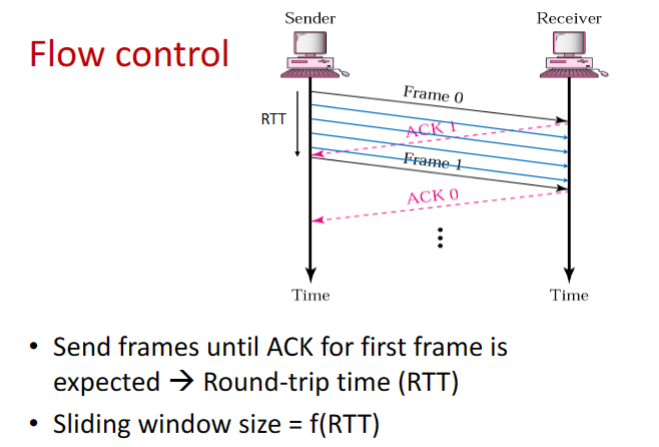 Flow control
Sender
Receiver
RTT
Frame 0
ACK 1
Frame 1
ACK 0
Time
Time
• Send frames until ACK for first frame is
expected → Round-trip time (RTT)
• Sliding window size = f(RTT)